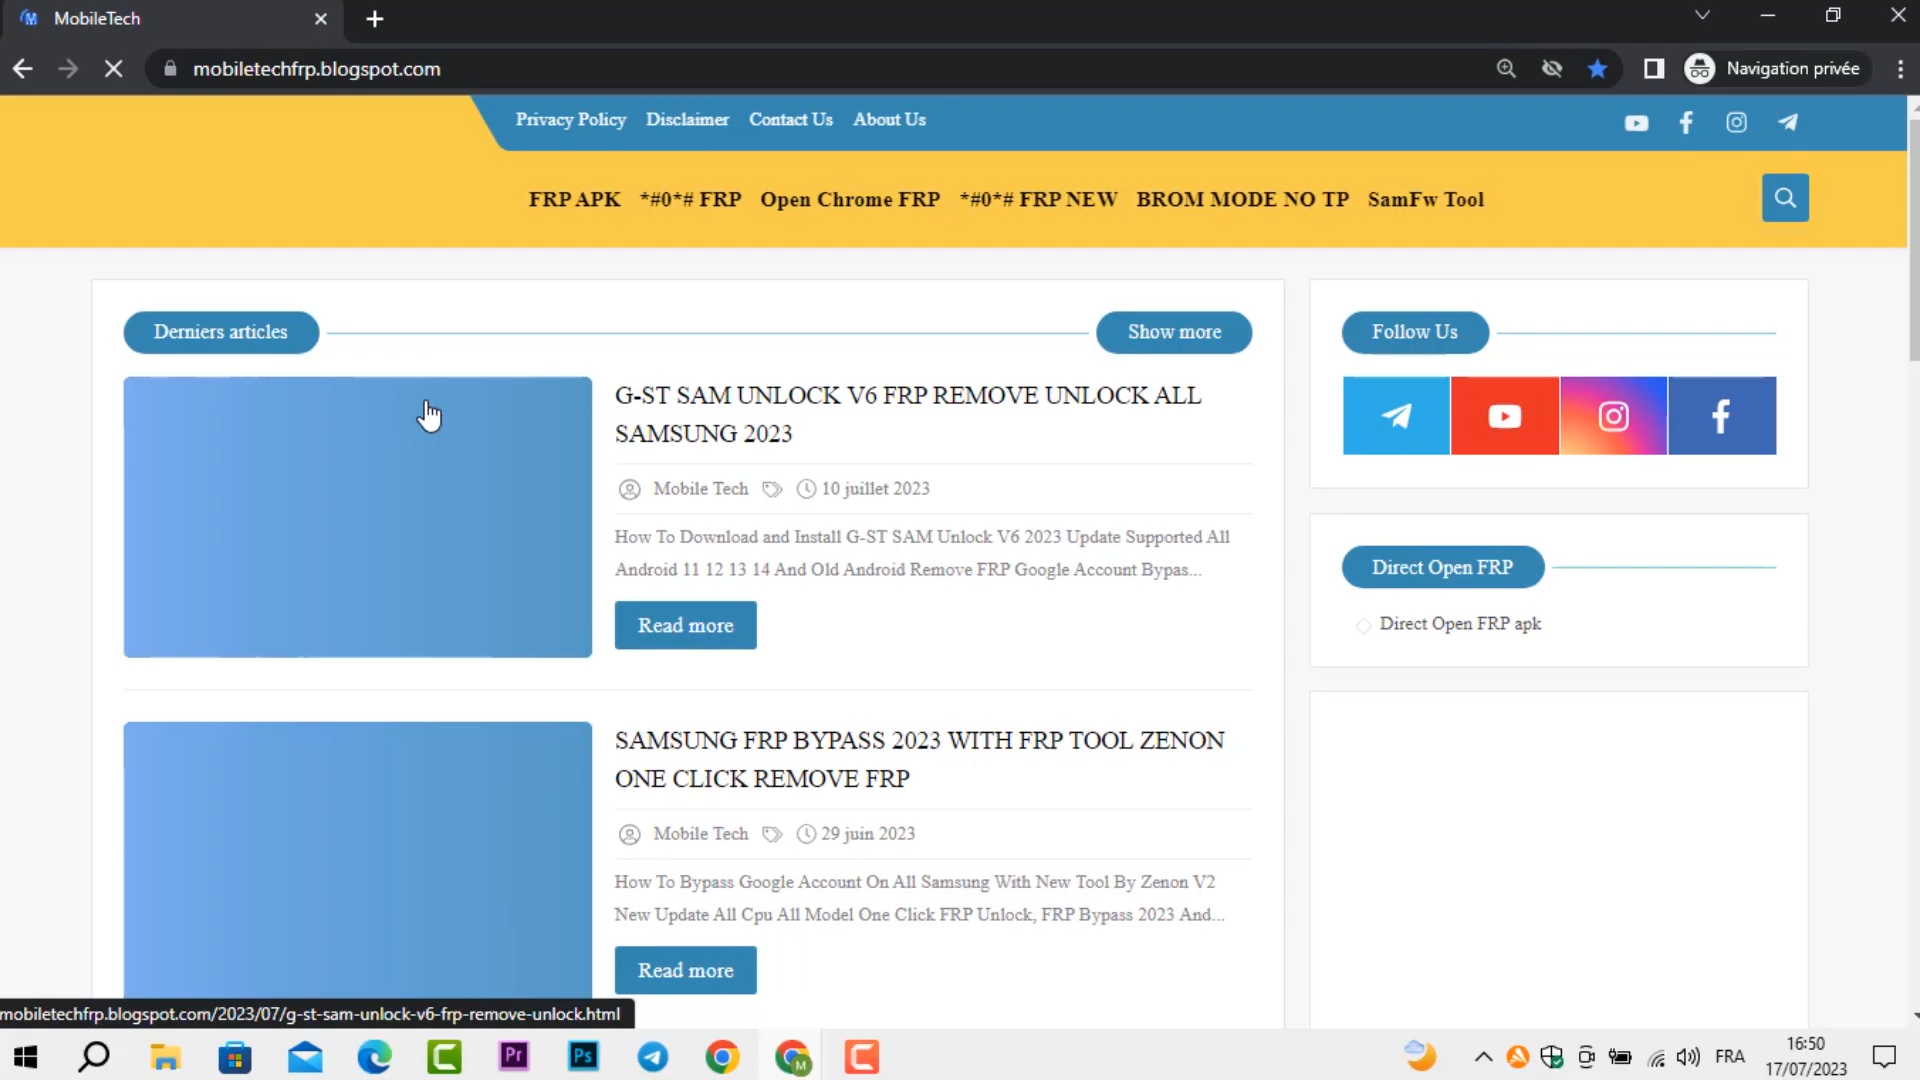 MobileTech
mobiletechfrp.blogspot.com
Navigation privée
Privacy Policy Disclaimer Contact Us About Us
FRP APK *#0*# FRP Open Chrome FRP *#0*# FRP NEW BROM MODE NO TP SamFw Tool
Derniers articles
Show more
G-ST SAM UNLOCK V6 FRP REMOVE UNLOCK ALL
SAMSUNG 2023
Mobile Tech 10 juillet 2023
How To Download and Install G-ST SAM Unlock V6 2023 Update Supported All
Android 11 12 13 14 And Old Android Remove FRP Google Account Bypas...
Read more
SAMSUNG FRP BYPASS 2023 WITH FRP TOOL ZENON
ONE CLICK REMOVE FRP
Mobile Tech 29 juin 2023
How To Bypass Google Account On All Samsung With New Tool By Zenon V2
New Update All Cpu All Model One Click FRP Unlock, FRP Bypass 2023 And...
Read more
Follow Us
Direct Open FRP
Direct Open FRP apk
mobiletechfrp.blogspot.com/2023/07/g-st-sam-unlock-v6-frp-remove-unlock.html
Pr
Ps
M
FRA
16:50
17/07/2023